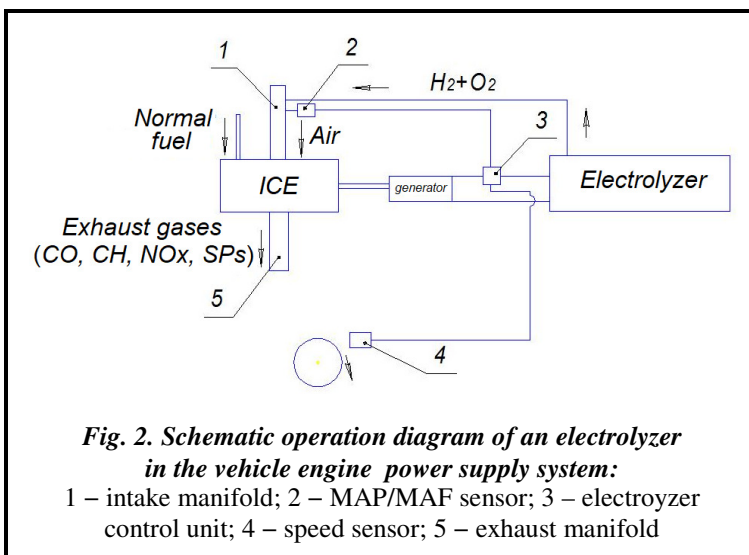 1
2
H2+O2
3
Normal
fuel
Air
ICE
generator
Electrolyzer
Exhaust gases
(CO, CH, NOx, SPs)
5
4
Fig. 2. Schematic operation diagram of an electrolyzer
in the vehicle engine power supply system:
1 – intake manifold; 2 – MAP/MAF sensor; 3 – electroyzer
control unit; 4 – speed sensor; 5 – exhaust manifold